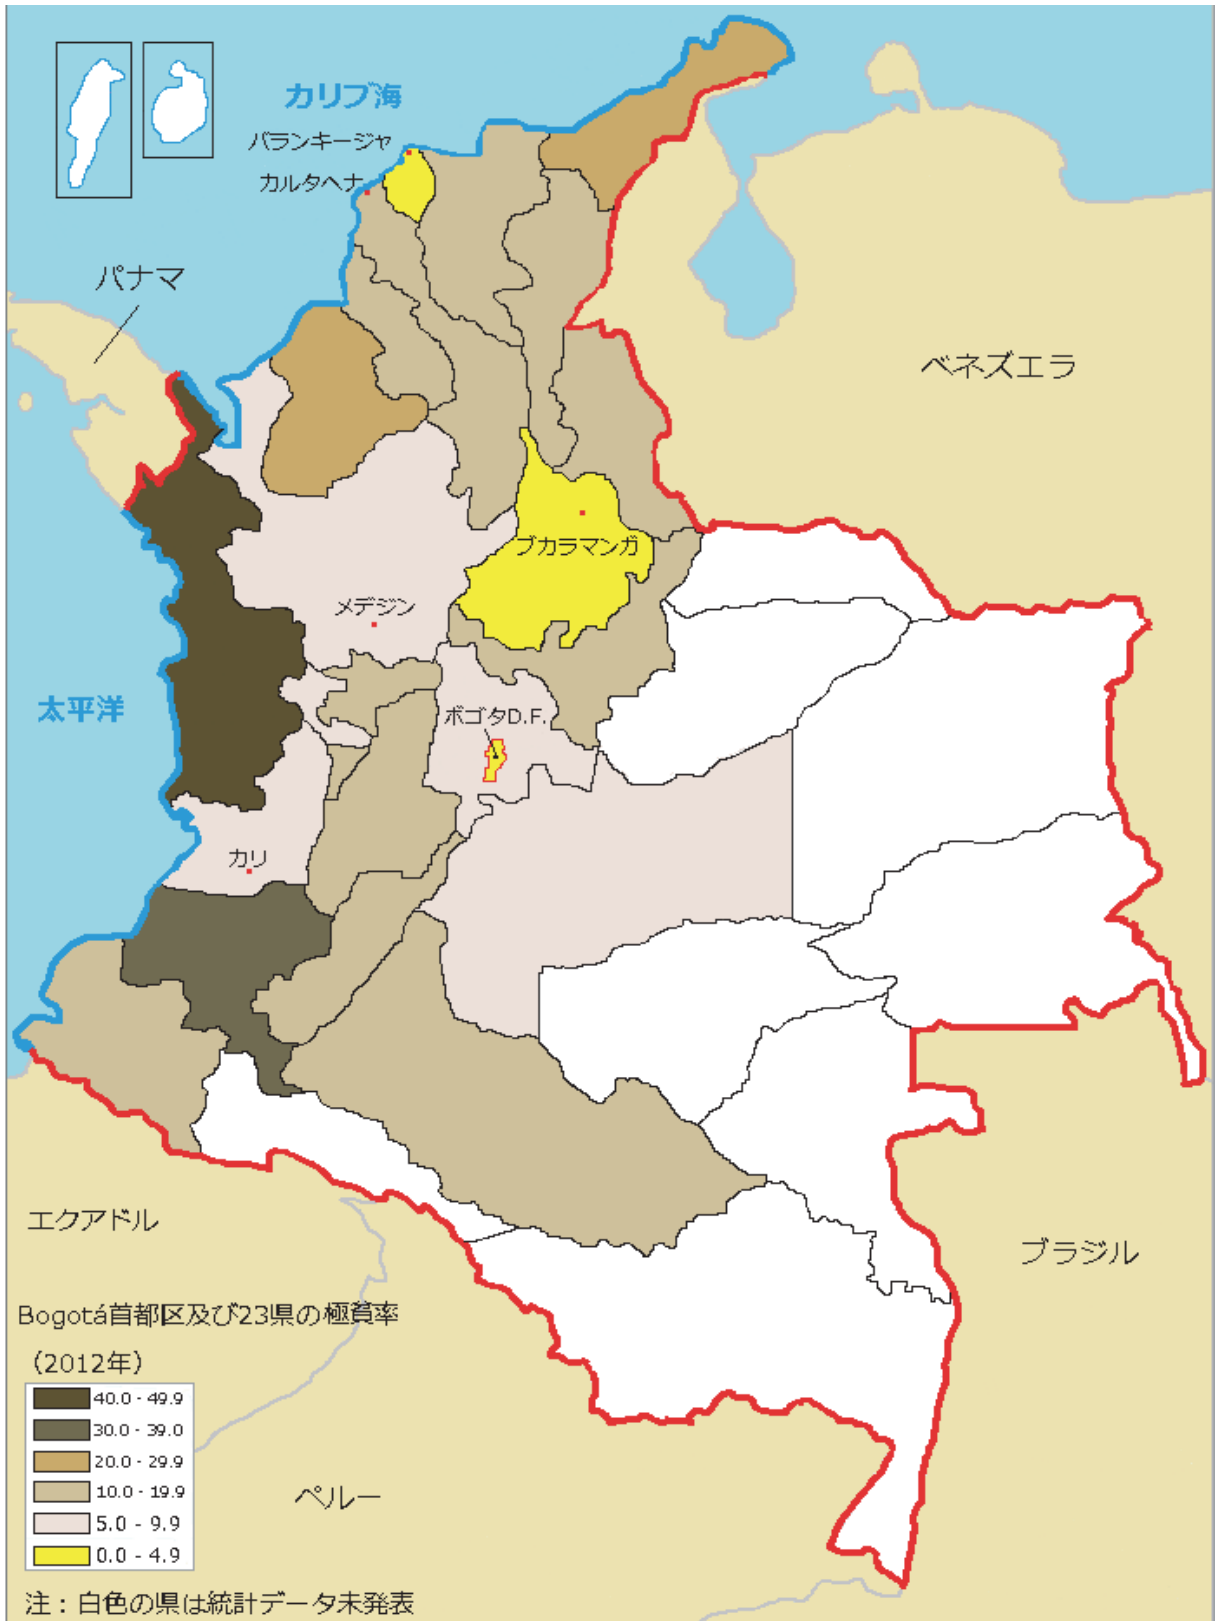 カリブ海
バランキージャ
カルタヘナ
パナマ
ベネズエラ
ブカラマンガ
メデジン
太平洋
ボゴタD.F.
カリ
エクアドル
ブラジル
Bogotá首都区及び23県の極貧率
(2012年)
40.0 - 49.9
30.0 - 39.0
20.0 - 29.9
10.0 - 19.9
5.0 - 9.9
0.0 - 4.9
ペルー
注：白色の県は統計データ未発表